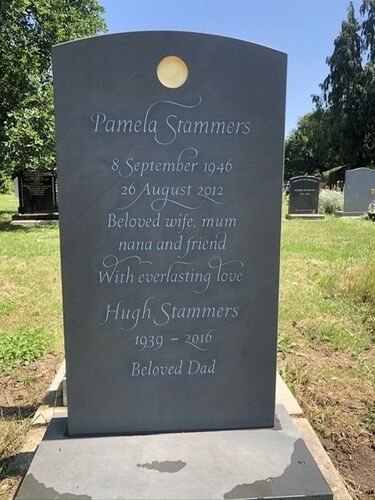 Pamela Stammers
8 September 1946
26 August 2012
Beloved wife, mum
nana and friend
With everlasting love
Hugh Stammers
1939 – 2016
Beloved Dad